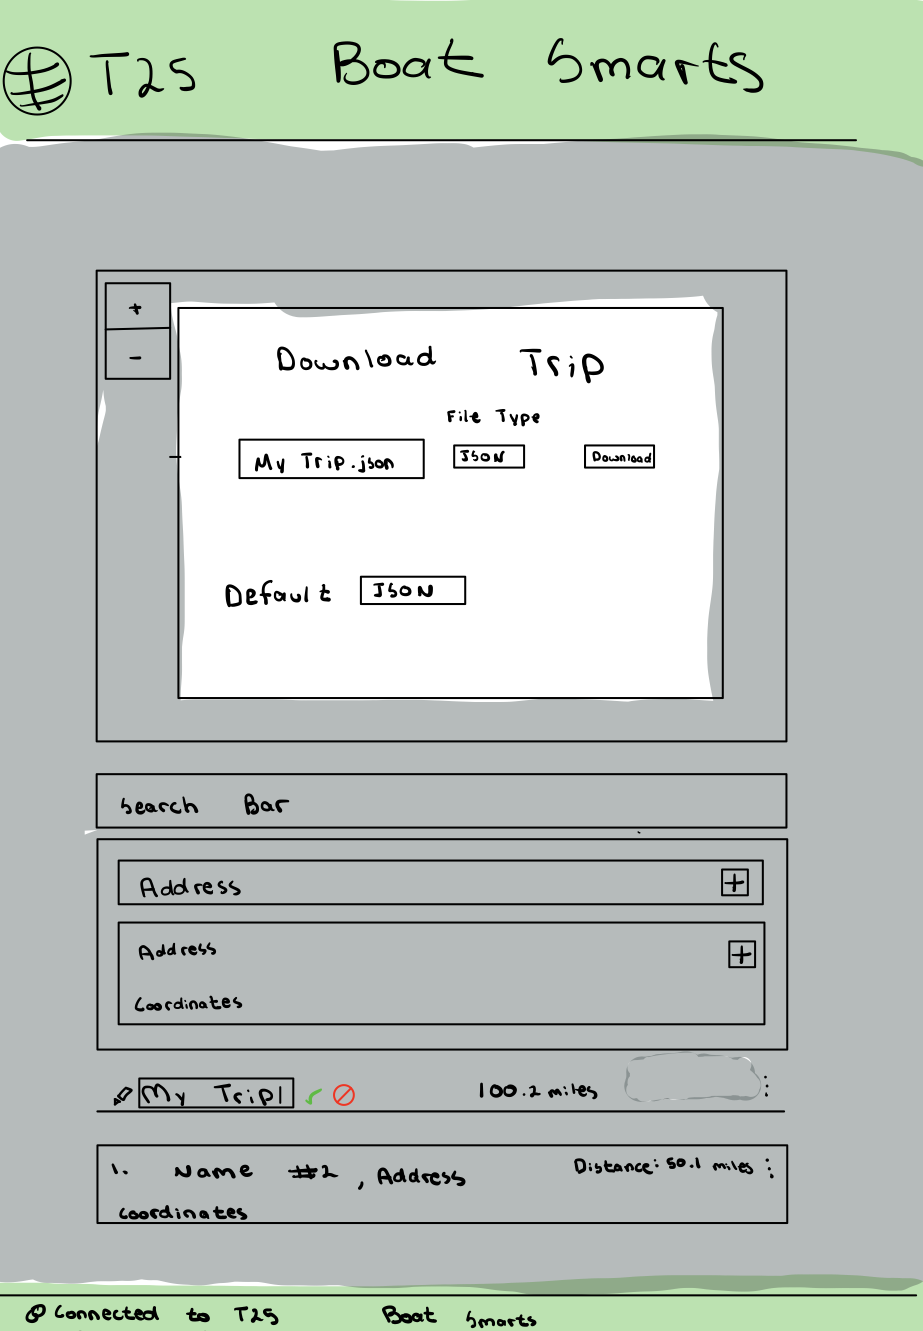 T25 Boat Smarts
+
-
Download Trip
File Type
My Trip.json JSON Download
Default JSON
Search Bar
Address +
Address +
Coordinates
My Trip| 100.2 miles
1. Name #2, Address Distance: 50.1 miles
Coordinates
Connected to T25 Boat Smarts